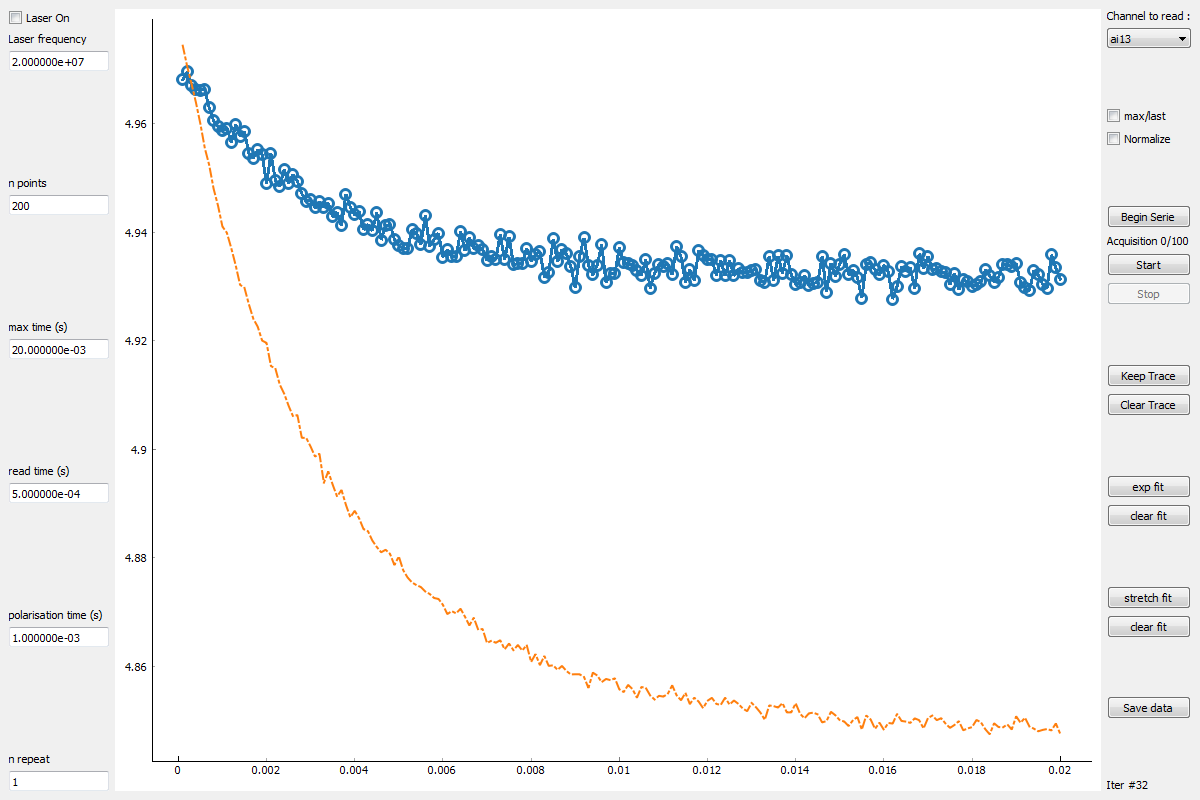 Laser On
Laser frequency
2.000000e+07
n points
200
max time (s)
20.000000e-03
read time (s)
5.000000e-04
polarisation time (s)
1.000000e-03
n repeat
1
4.96
4.94
4.92
4.9
4.88
4.86
0 0.002 0.004 0.006 0.008 0.01 0.012 0.014 0.016 0.018 0.02
Channel to read :
ai13
max/last
Normalize
Begin Serie
Acquisition 0/100
Start
Stop
Keep Trace
Clear Trace
exp fit
clear fit
stretch fit
clear fit
Save data
Iter #32